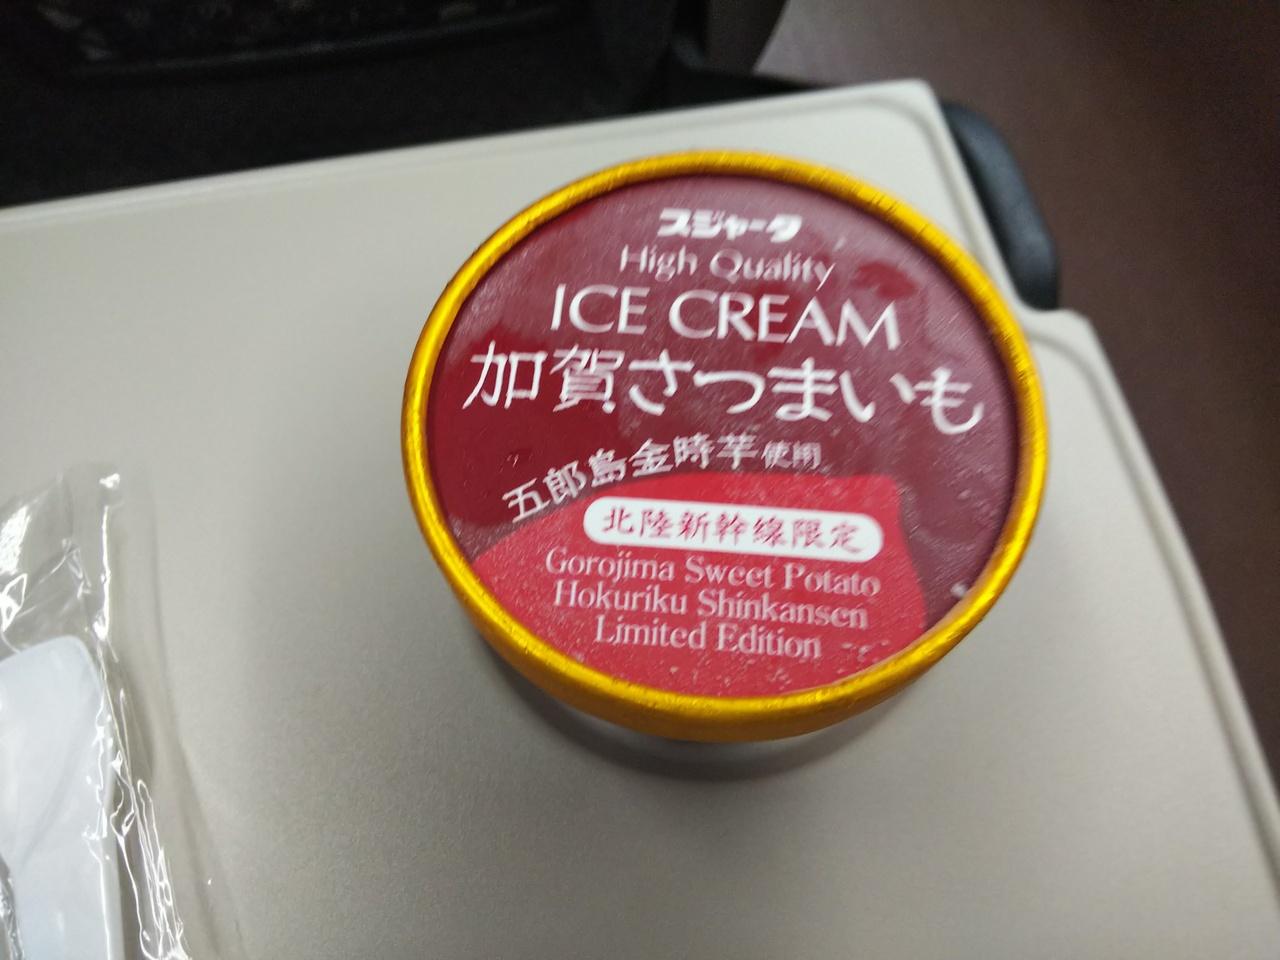 スジャータ
High Quality
ICE CREAM
加賀さつまいも
五郎島金時芋使用
北陸新幹線限定
Gorojima Sweet Potato
Hokuriku Shinkansen
Limited Edition